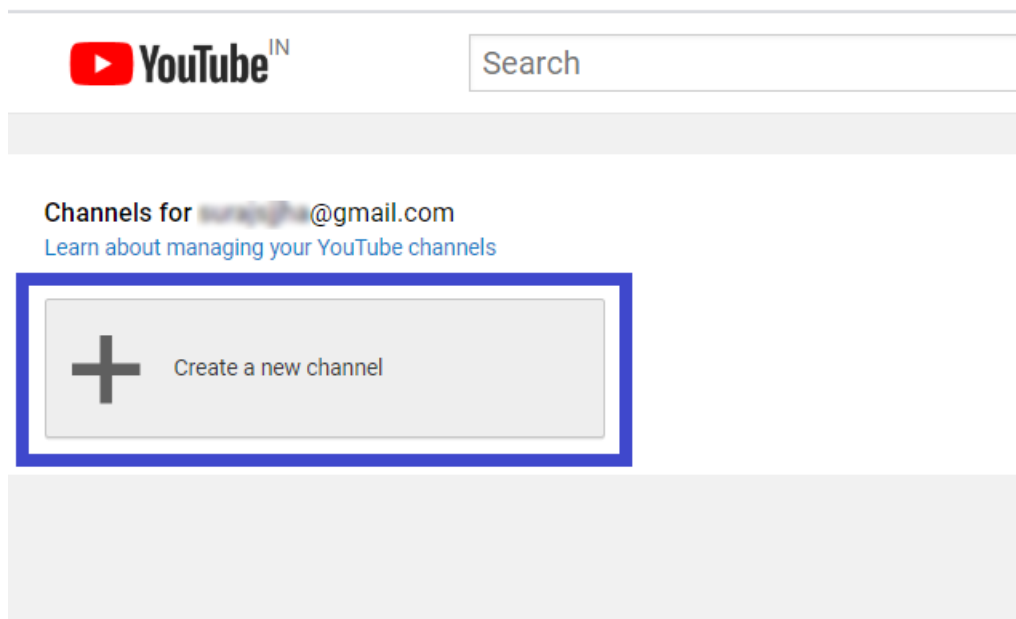 YouTube IN
Search
Channels for @gmail.com
Learn about managing your YouTube channels
Create a new channel